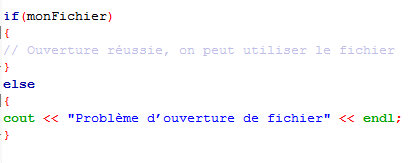 if(monFichier)
{
// Ouverture réussie, on peut utiliser le fichier
}
else
{
cout << "Problème d’ouverture de fichier" << endl;
}